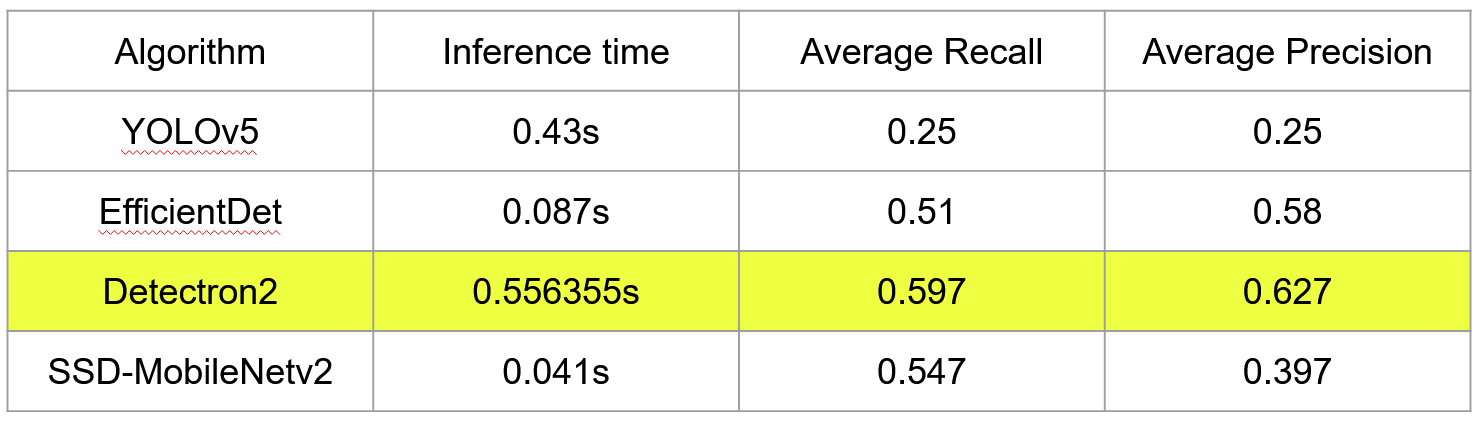 Algorithm Inference time Average Recall Average Precision
YOLOv5 0.43s 0.25 0.25
EfficientDet 0.087s 0.51 0.58
Detectron2 0.556355s 0.597 0.627
SSD-MobileNetv2 0.041s 0.547 0.397